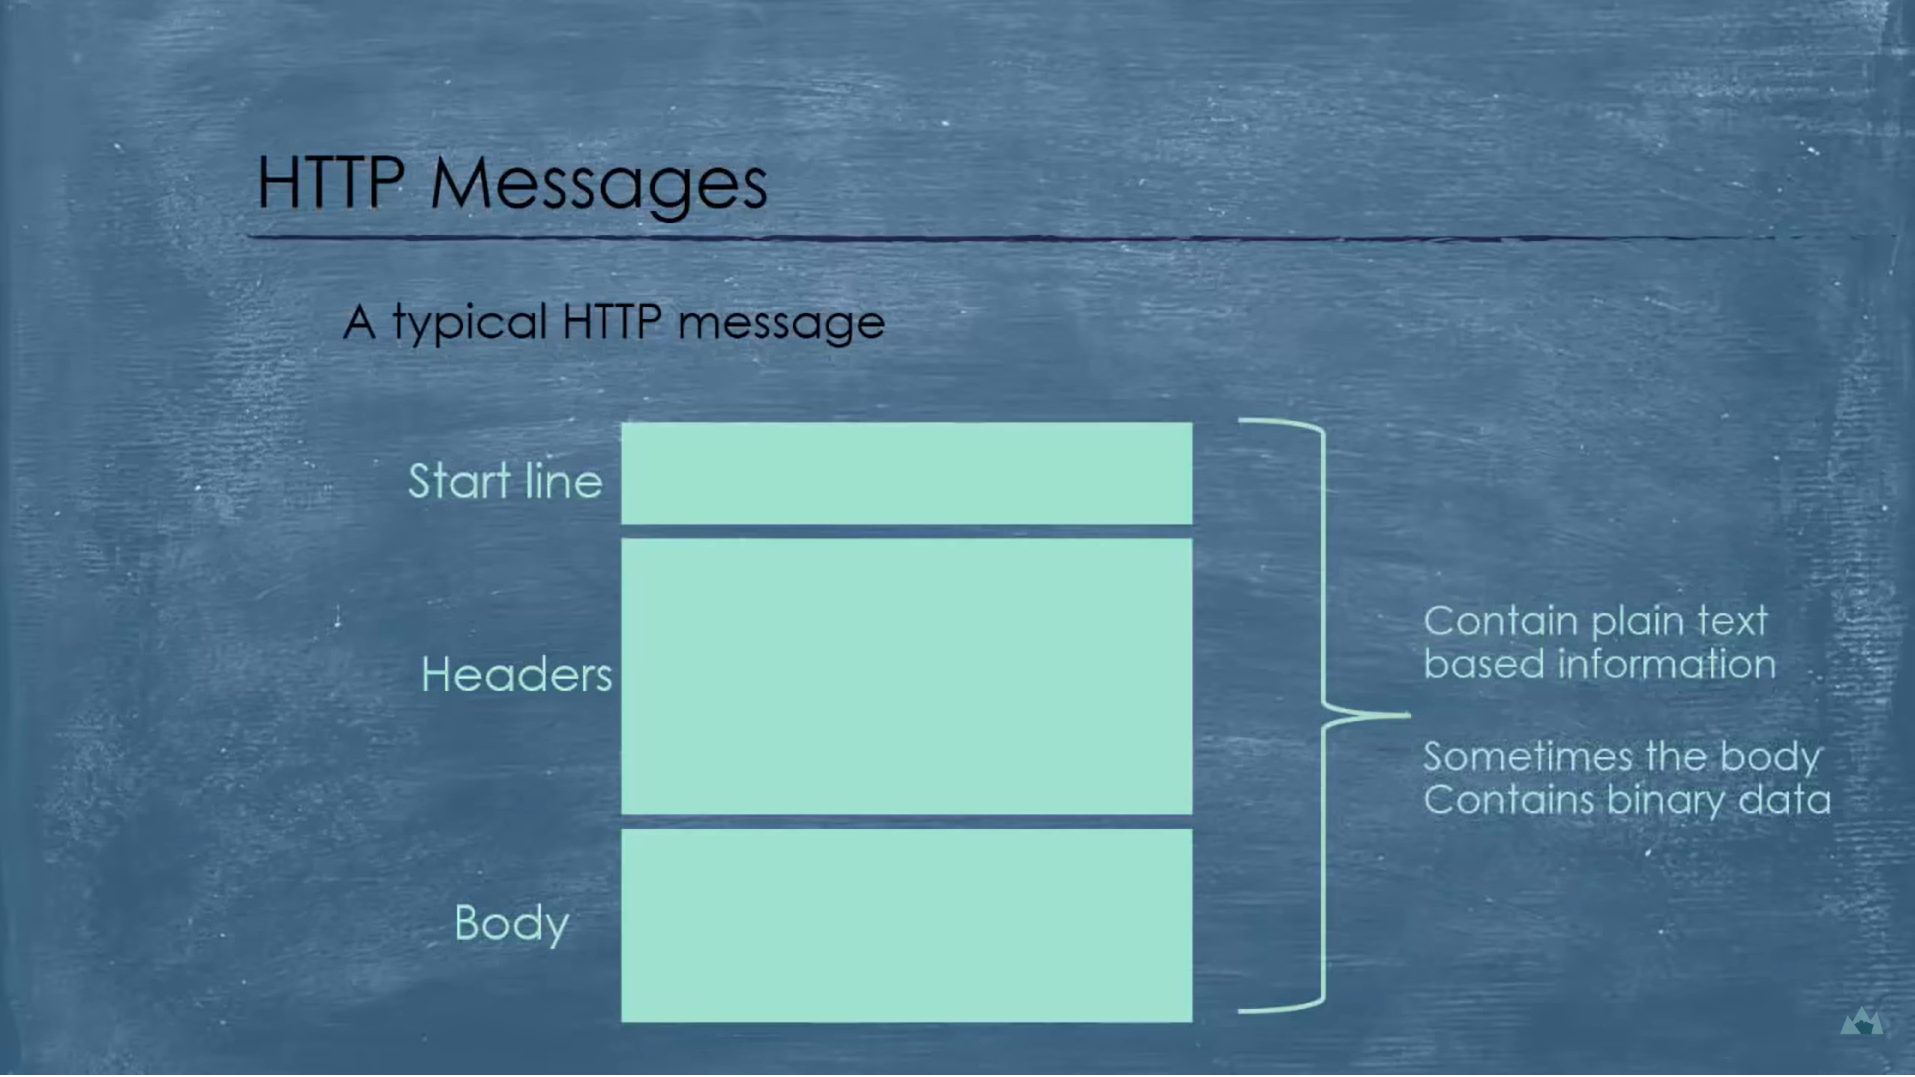 HTTP Messages
A typical HTTP message
Start line
Headers
Body
Contain plain text
based information
Sometimes the body
Contains binary data